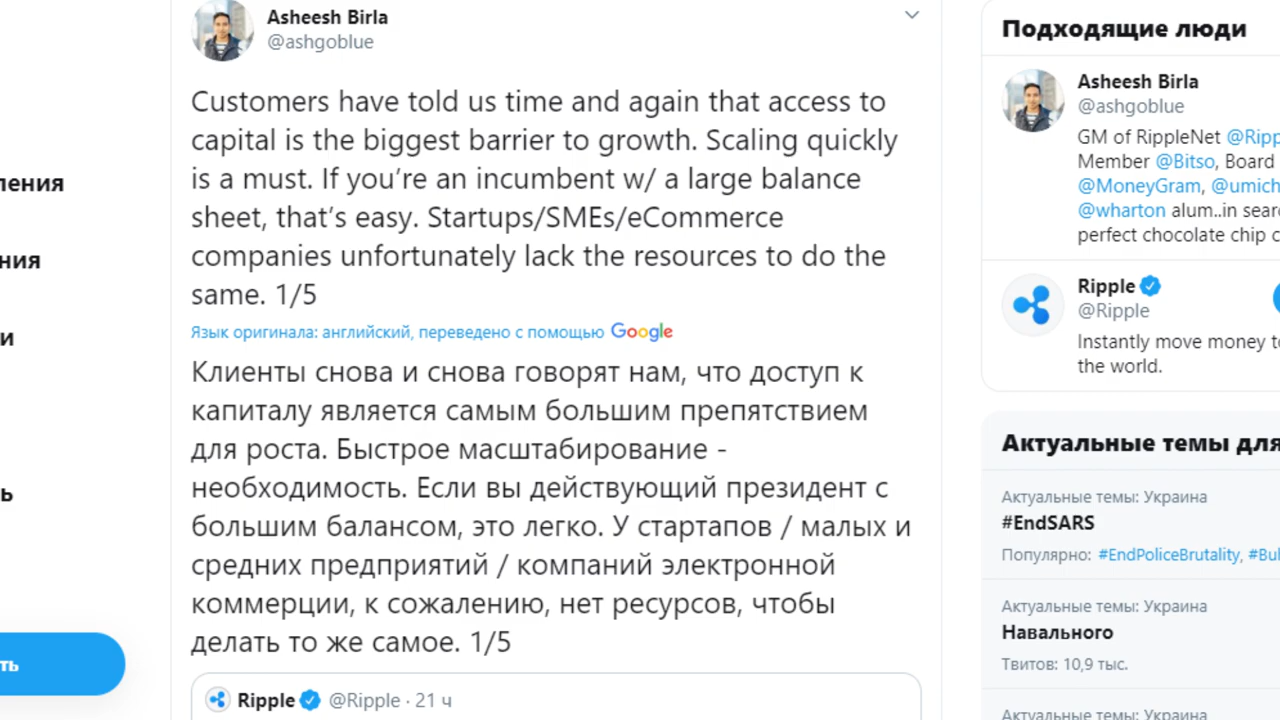 ления
ния
и
ь
ть
Asheesh Birla
@ashgoblue
Customers have told us time and again that access to
capital is the biggest barrier to growth. Scaling quickly
is a must. If you're an incumbent w/ a large balance
sheet, that's easy. Startups/SMEs/eCommerce
companies unfortunately lack the resources to do the
same. 1/5
Язык оригинала: английский, переведено с помощью Google
Клиенты снова и снова говорят нам, что доступ к
капиталу является самым большим препятствием
для роста. Быстрое масштабирование -
необходимость. Если вы действующий президент с
большим балансом, это легко. У стартапов / малых и
средних предприятий / компаний электронной
коммерции, к сожалению, нет ресурсов, чтобы
делать то же самое. 1/5
Ripple @Ripple · 21 ч
Подходящие люди
Asheesh Birla
@ashgoblue
GM of RippleNet @Ripp
Member @Bitso, Board
@MoneyGram, @umich
@wharton alum..in sear
perfect chocolate chip c
Ripple
@Ripple
Instantly move money to
the world.
Актуальные темы для
Актуальные темы: Украина
#EndSARS
Популярно: #EndPoliceBrutality, #Bu
Актуальные темы: Украина
Навального
Твитов: 10,9 тыс.
Актуальные темы: Украина